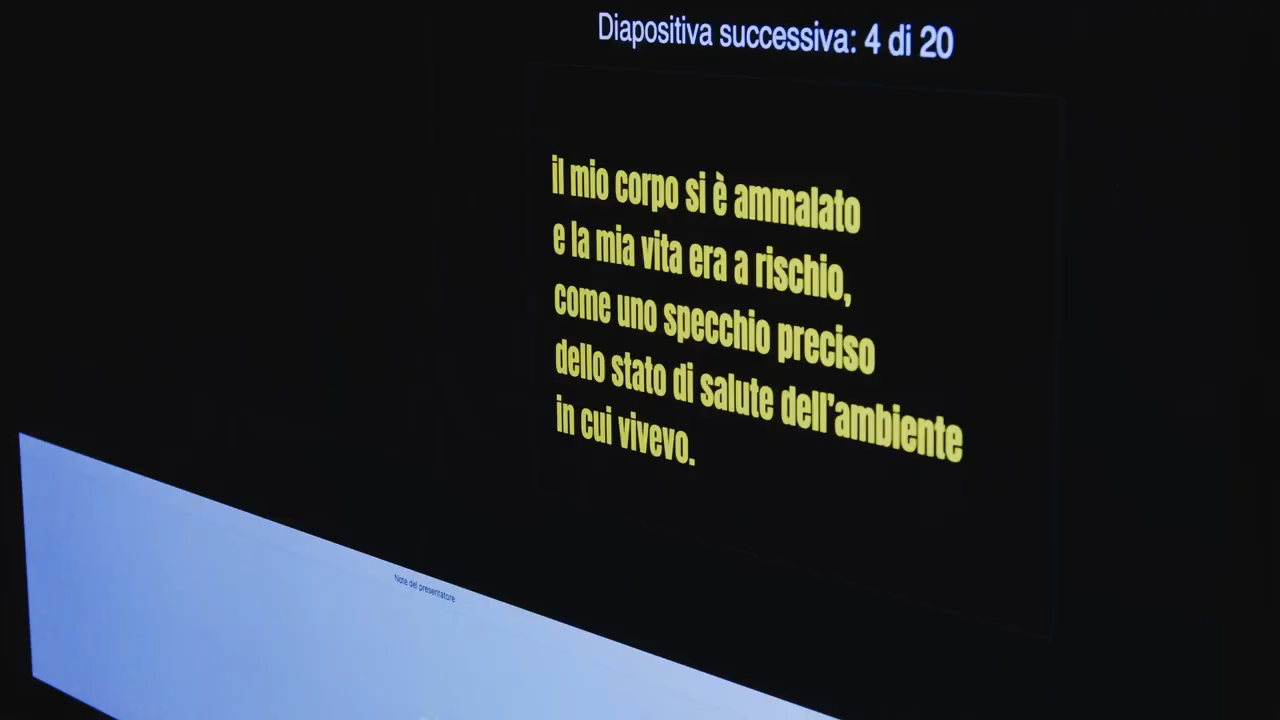 Diapositiva successiva: 4 di 20
il mio corpo si è ammalato
e la mia vita era a rischio,
come uno specchio preciso
dello stato di salute dell'ambiente
in cui vivevo.
Note del presentatore